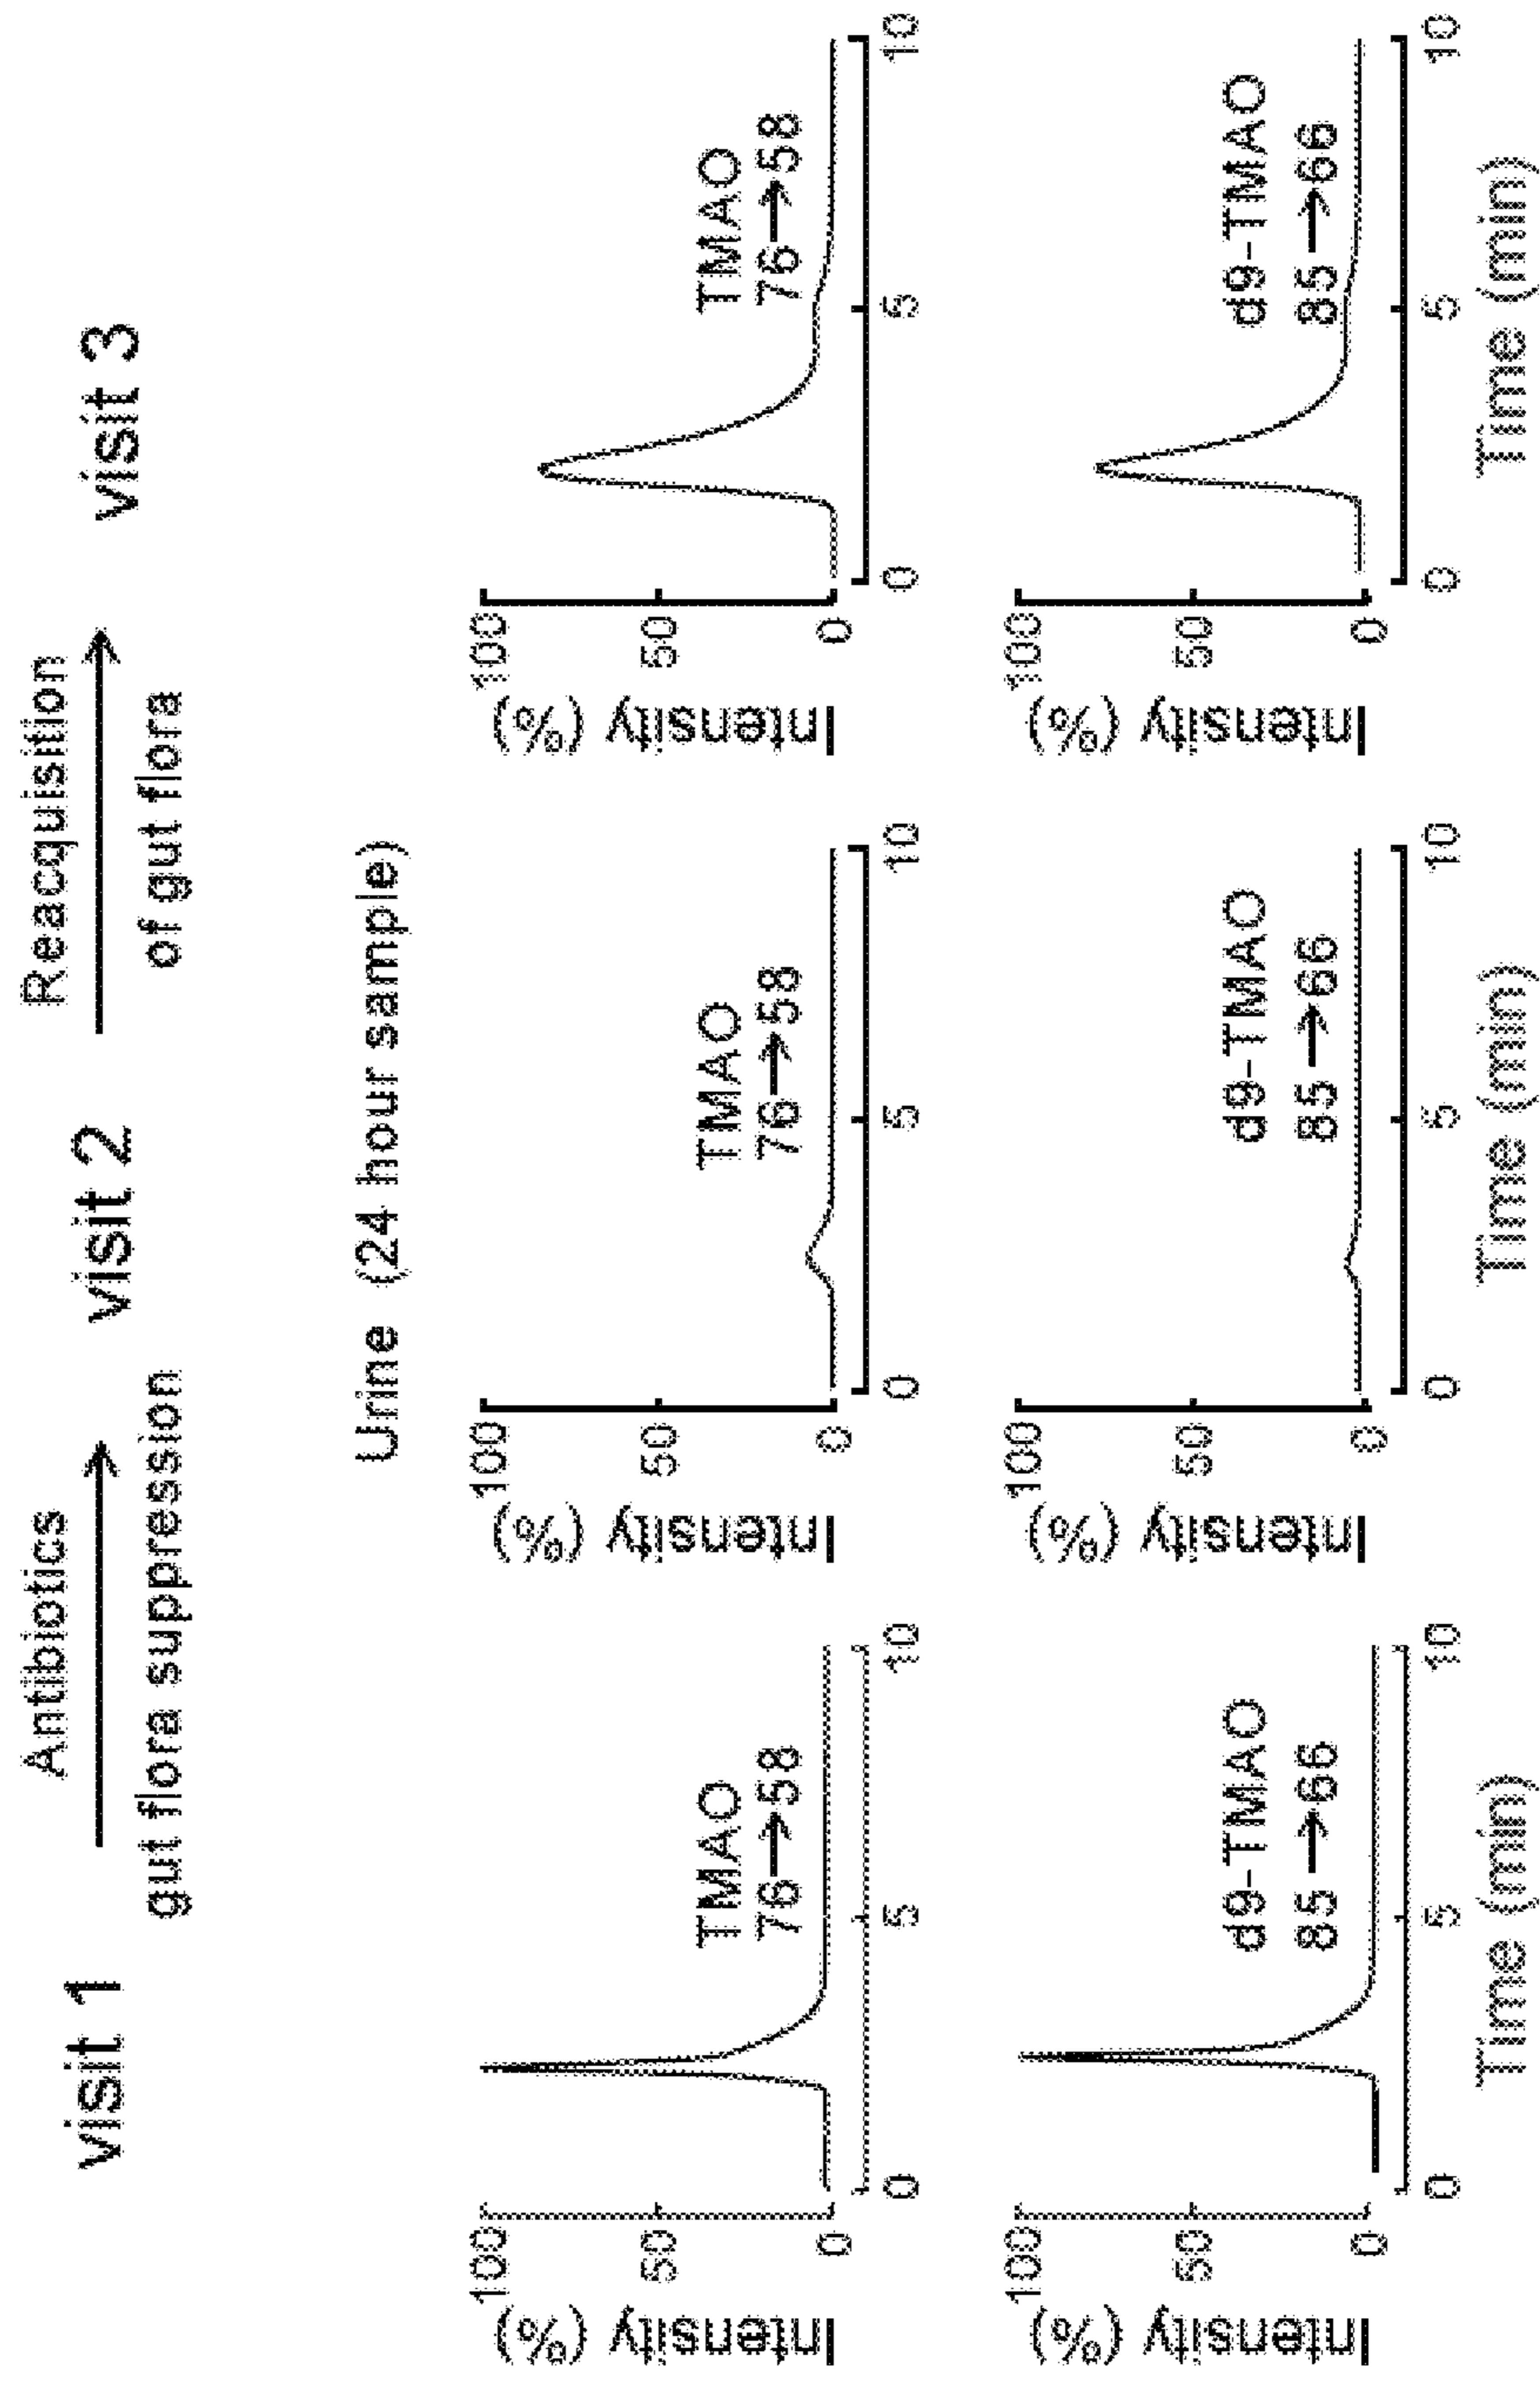 visit 1
Antibiotics
gut flora suppression
visit 2
Reacquisition
of gut flora
visit 3
Urine (24 hour sample)
Intensity (%)
100
50
0
TMAO
76→58
0
5
10
Intensity (%)
100
50
0
TMAO
76→58
0
5
10
Intensity (%)
100
50
0
TMAO
76→58
0
5
10
Intensity (%)
100
50
0
d9-TMAO
85→66
0
5
10
Time (min)
Intensity (%)
100
50
0
d9-TMAO
85→66
0
5
10
Time (min)
Intensity (%)
100
50
0
d9-TMAO
85→66
0
5
10
Time (min)